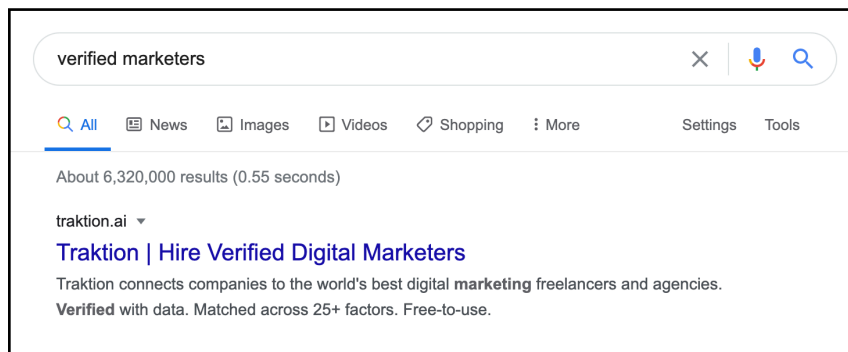 verified marketers
All News Images Videos Shopping More Settings Tools
About 6,320,000 results (0.55 seconds)
traktion.ai
Traktion | Hire Verified Digital Marketers
Traktion connects companies to the world's best digital marketing freelancers and agencies.
Verified with data. Matched across 25+ factors. Free-to-use.